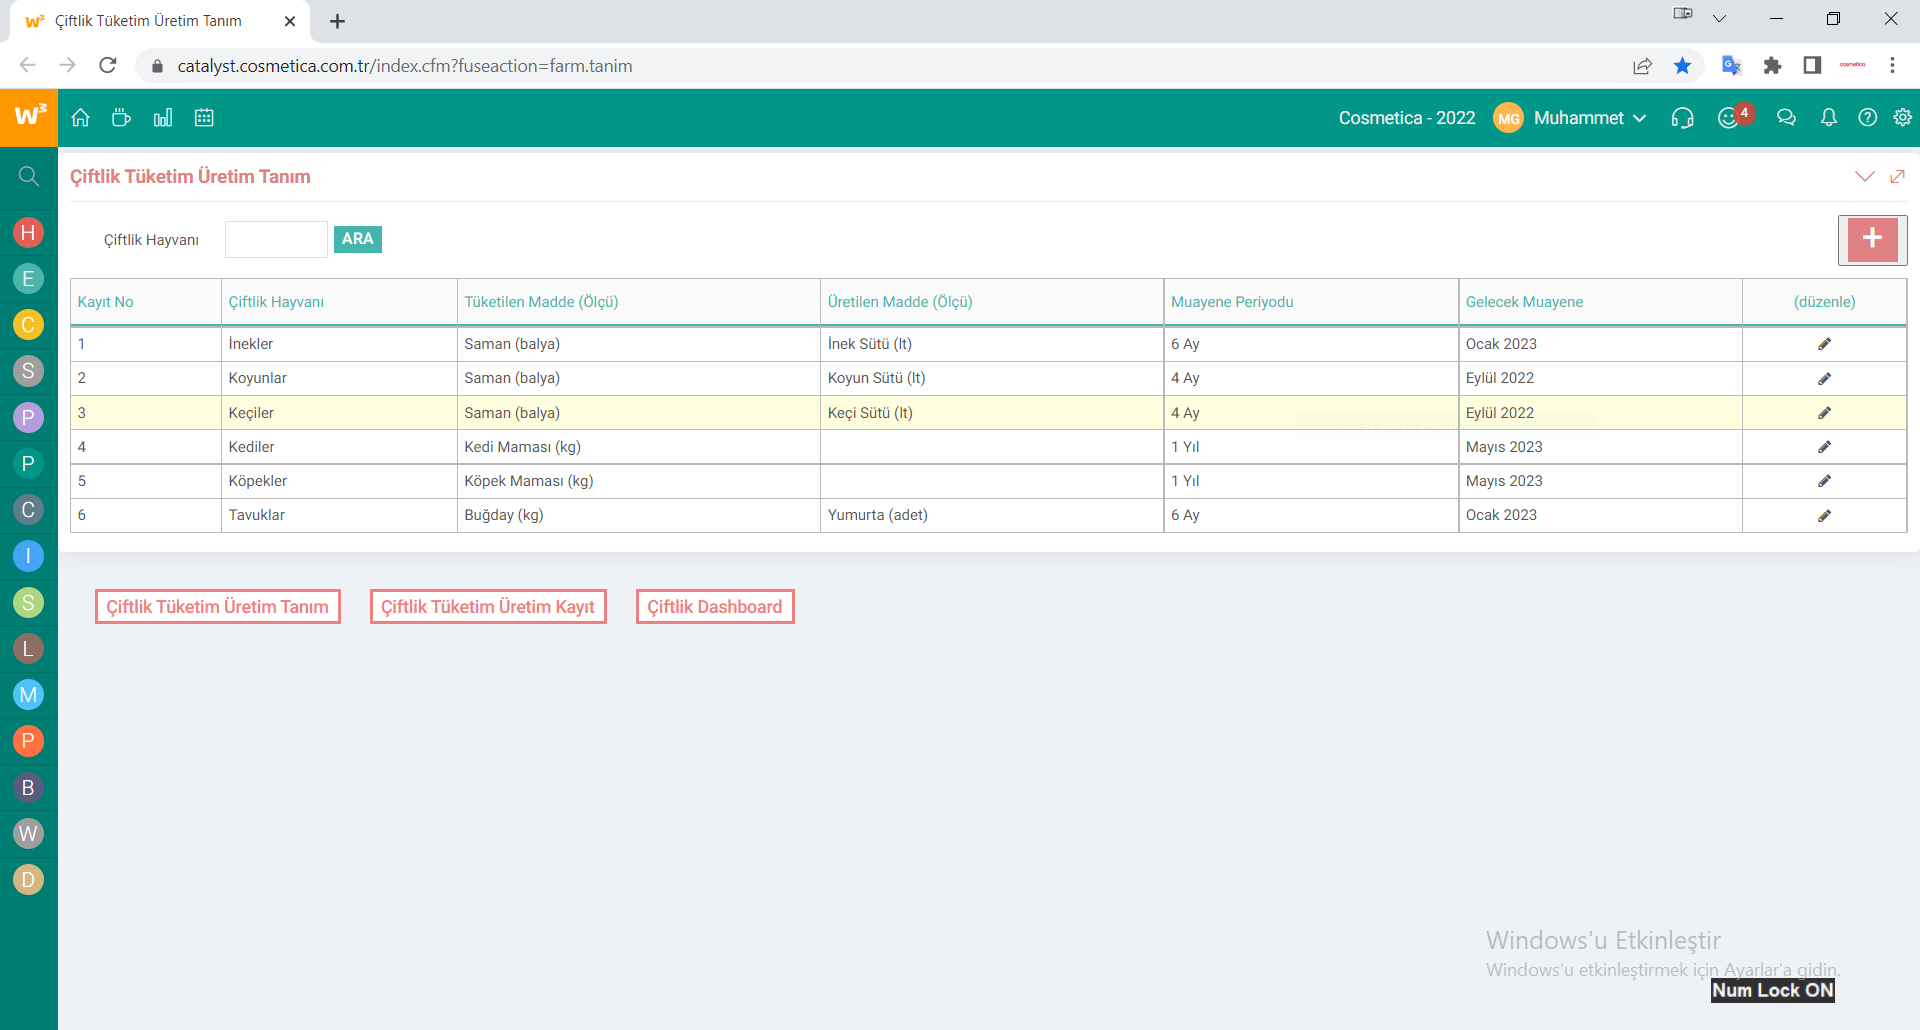 Çiftlik Tüketim Üretim Tanım
catalyst.cosmetica.com.tr/index.cfm?fuseaction=farm.tanim
cosmetica
w³
Cosmetica - 2022 MG Muhammet 4
Çiftlik Tüketim Üretim Tanım
Çiftlik Hayvanı ARA +
Kayıt No Çiftlik Hayvanı Tüketilen Madde (Ölçü) Üretilen Madde (Ölçü) Muayene Periyodu Gelecek Muayene (düzenle)
1 İnekler Saman (balya) İnek Sütü (lt) 6 Ay Ocak 2023
2 Koyunlar Saman (balya) Koyun Sütü (lt) 4 Ay Eylül 2022
3 Keçiler Saman (balya) Keçi Sütü (lt) 4 Ay Eylül 2022
4 Kediler Kedi Maması (kg) 1 Yıl Mayıs 2023
5 Köpekler Köpek Maması (kg) 1 Yıl Mayıs 2023
6 Tavuklar Buğday (kg) Yumurta (adet) 6 Ay Ocak 2023
Çiftlik Tüketim Üretim Tanım Çiftlik Tüketim Üretim Kayıt Çiftlik Dashboard
H
E
C
S
P
P
C
I
S
L
M
P
B
W
D
Windows'u Etkinleştir
Windows'u etkinleştirmek için Ayarlar'a gidin.
Num Lock ON